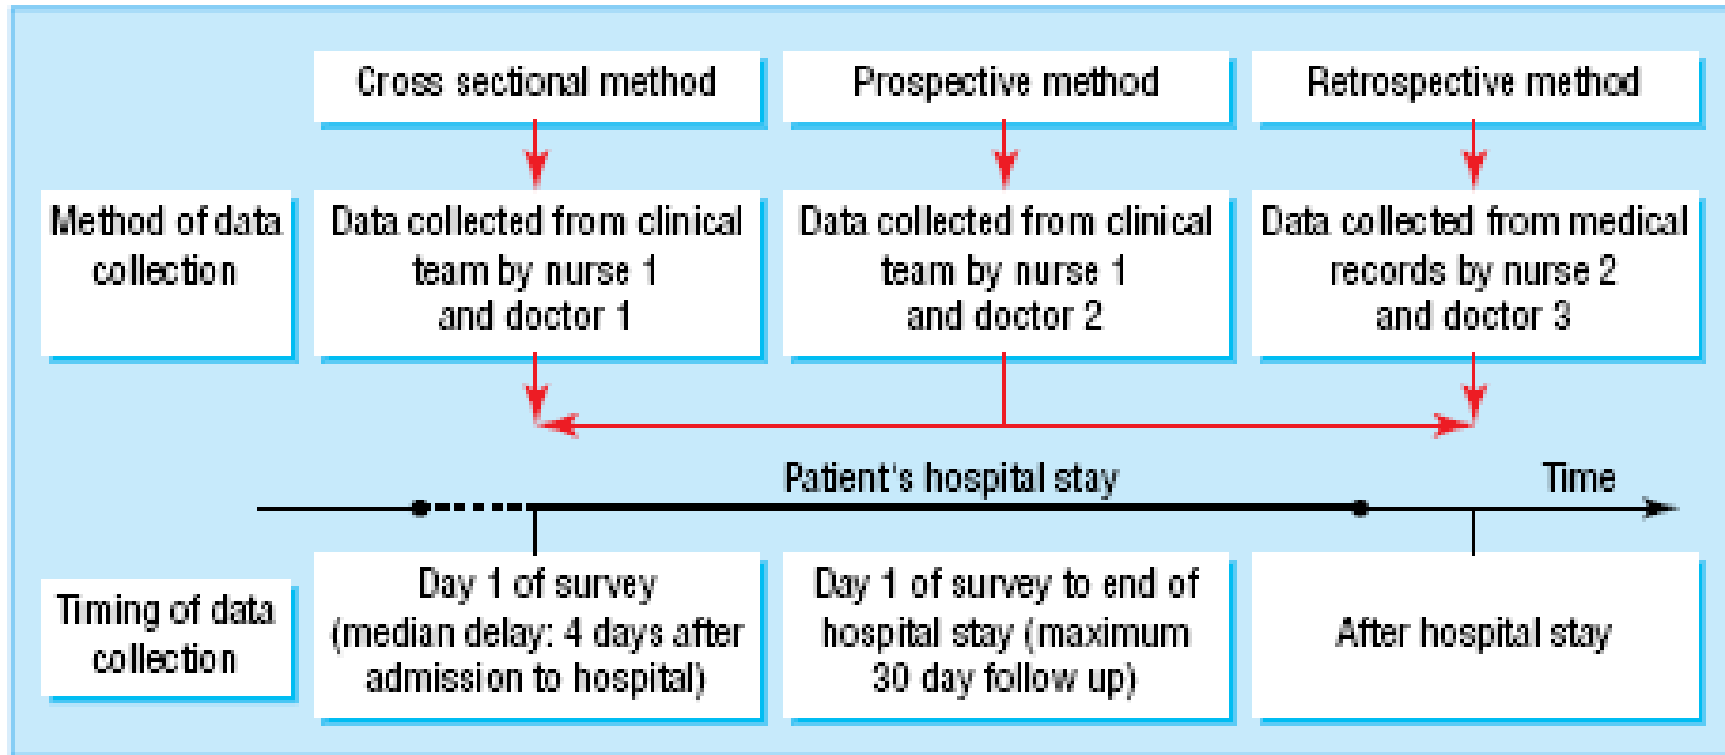 Cross sectional method
Prospective method
Retrospective method
Method of data
collection
Data collected from clinical
team by nurse 1
and doctor 1
Data collected from clinical
team by nurse 1
and doctor 2
Data collected from medical
records by nurse 2
and doctor 3
Patient's hospital stay
Time
Timing of data
collection
Day 1 of survey
(median delay: 4 days after
admission to hospital)
Day 1 of survey to end of
hospital stay (maximum
30 day follow up)
After hospital stay